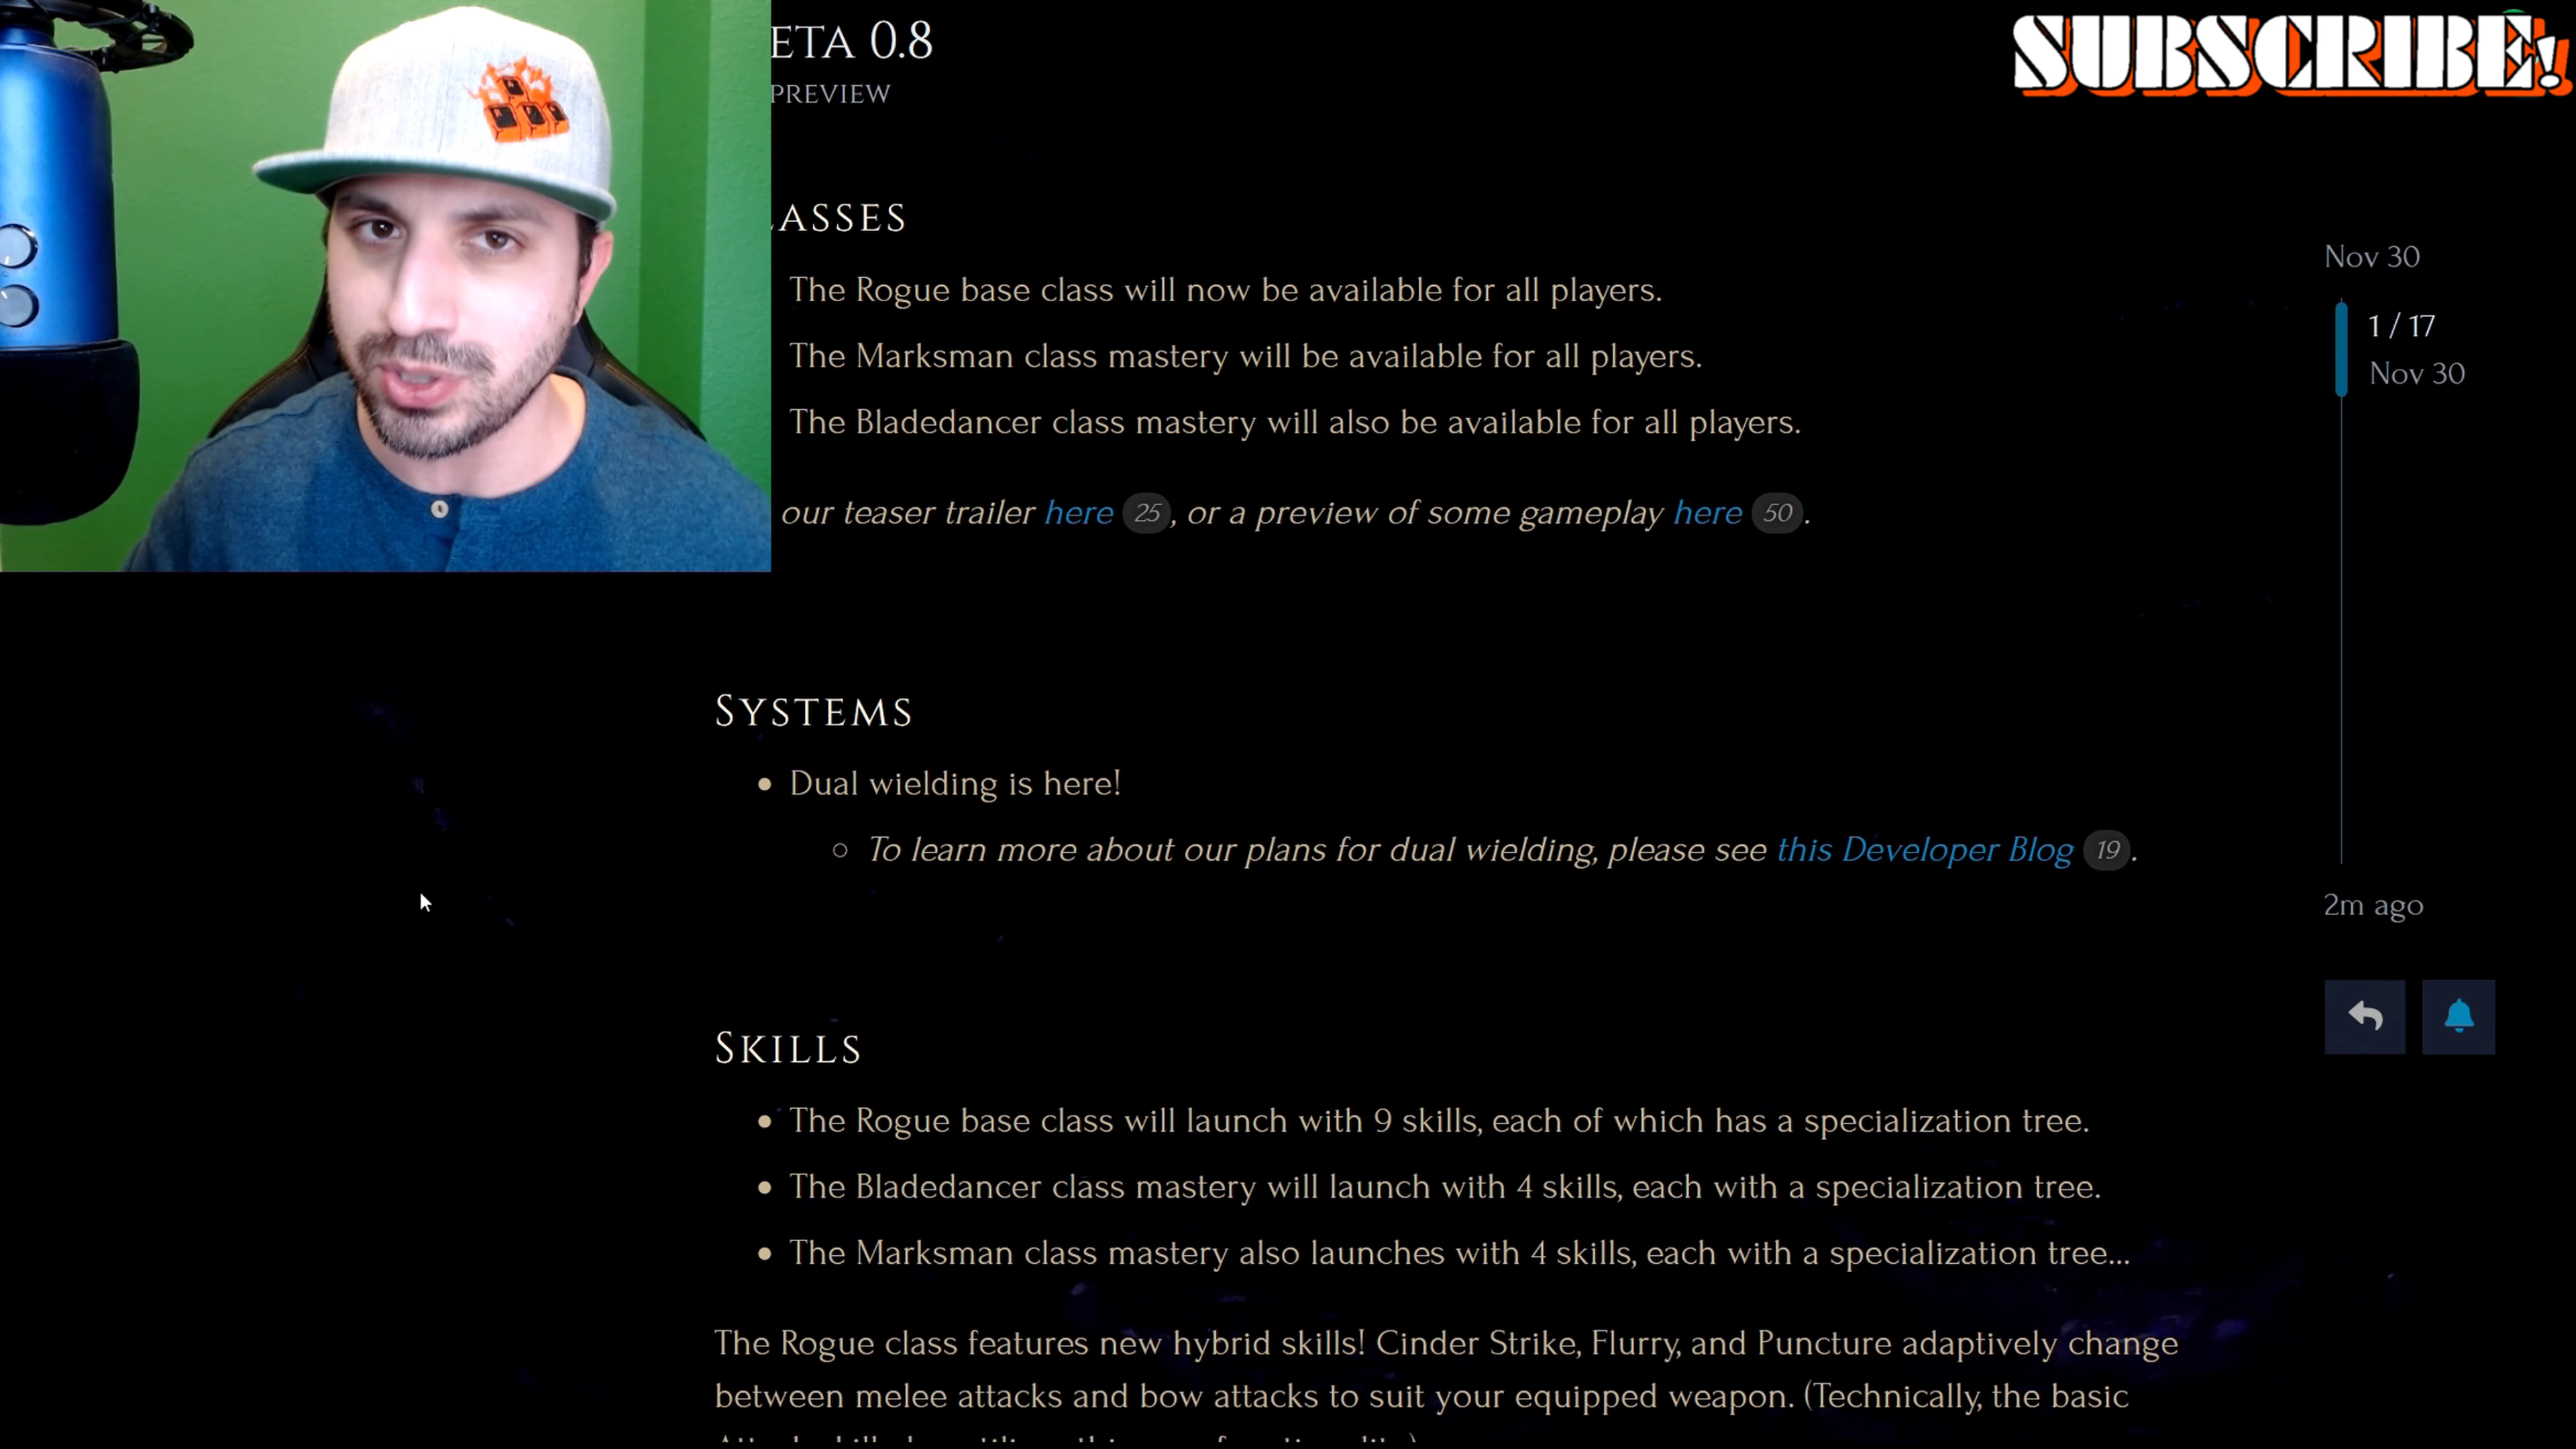 ETA 0.8
PREVIEW
SUBSCRIBE!
ASSES
The Rogue base class will now be available for all players.
The Marksman class mastery will be available for all players.
The Bladedancer class mastery will also be available for all players.
our teaser trailer here 25, or a preview of some gameplay here 50.
Nov 30
1 / 17
Nov 30
SYSTEMS
• Dual wielding is here!
○ To learn more about our plans for dual wielding, please see this Developer Blog 19.
2m ago
SKILLS
• The Rogue base class will launch with 9 skills, each of which has a specialization tree.
• The Bladedancer class mastery will launch with 4 skills, each with a specialization tree.
• The Marksman class mastery also launches with 4 skills, each with a specialization tree...
The Rogue class features new hybrid skills! Cinder Strike, Flurry, and Puncture adaptively change
between melee attacks and bow attacks to suit your equipped weapon. (Technically, the basic